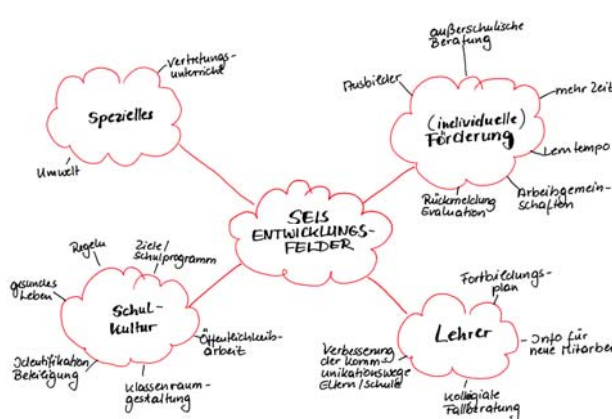 Vertretungs-
unterricht
Spezielles
Umwelt
außerschulische
Beratung
Ausbilder
mehr Zeit
(individuelle)
Förderung
Lerntempo
Arbeitsgemein-
schaften
Rückmeldung
Evaluation
SEIS
ENTWICKLUNGS-
FELDER
Regeln
Ziele/
Schulprogramm
gesundes
Leben
Schul-
Kultur
Öffentlichkeits-
arbeit
Identifikation
Beteiligung
Klassenraum-
gestaltung
Fortbildungs-
plan
Lehrer
Info für
neue Mitarbei
Verbesserung
der Komm
unikationswege
Eltern/Schule
Kollegiale
Fallberatung